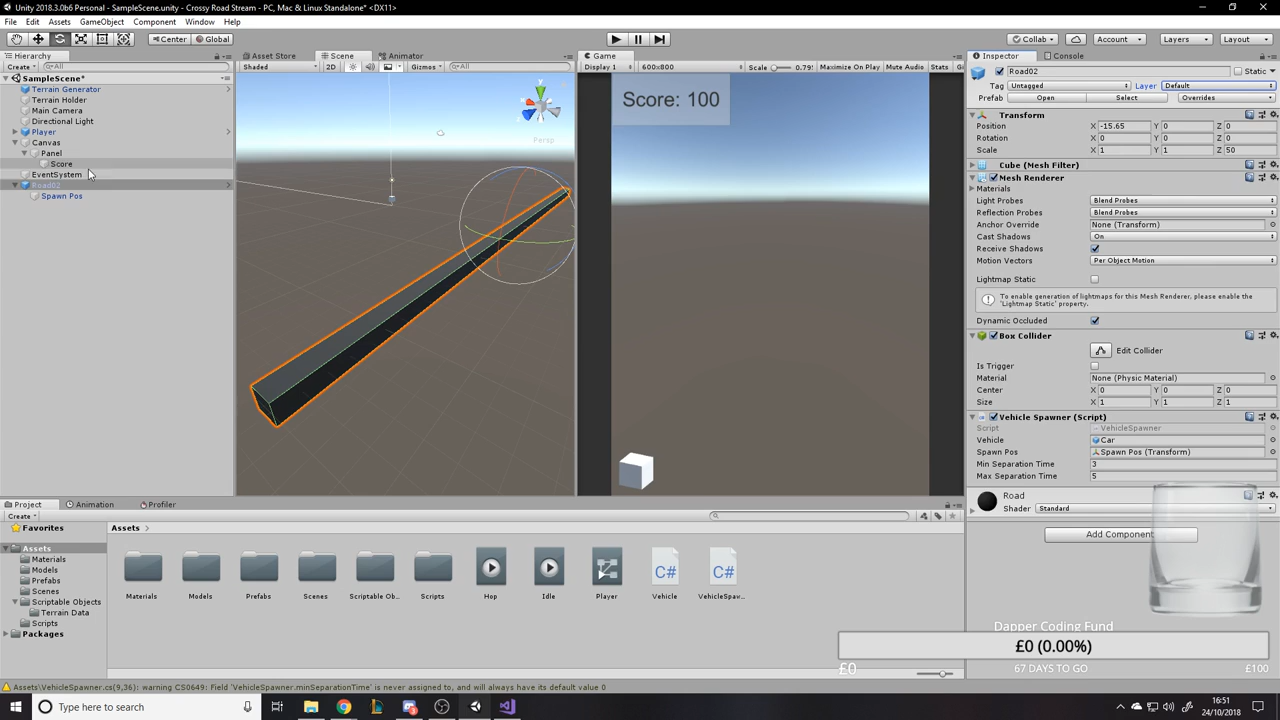 Unity 2018.3.0b6 Personal - SampleScene.unity - Crossy Road Stream - PC, Mac & Linux Standalone* <DX11>
File Edit Assets GameObject Component Window Help
Center Global
Collab Account Layers Layout
Hierarchy
Create All
SampleScene*
Terrain Generator
Terrain Holder
Main Camera
Directional Light
Player
Canvas
Panel
Score
EventSystem
Road02
Spawn Pos
Asset Store Scene Animator
Shaded 2D Gizmos All
y
Persp
Game
Display 1 600x800 Scale 0.79! Maximize On Play Mute Audio Stats Gi
Score: 100
Inspector Console
Road02 Static
Tag Untagged Layer Default
Prefab Open Select Overrides
Transform
Position X -15.65 Y 0 Z 0
Rotation X 0 Y 0 Z 0
Scale X 1 Y 1 Z 50
Cube (Mesh Filter)
Mesh Renderer
Materials
Light Probes Blend Probes
Reflection Probes Blend Probes
Anchor Override None (Transform)
Cast Shadows On
Receive Shadows
Motion Vectors Per Object Motion
Lightmap Static
To enable generation of lightmaps for this Mesh Renderer, please enable the 'Lightmap Static' property.
Dynamic Occluded
Box Collider
Edit Collider
Is Trigger
Material None (Physic Material)
Center X 0 Y 0 Z 0
Size X 1 Y 1 Z 1
Vehicle Spawner (Script)
Script VehicleSpawner
Vehicle Car
Spawn Pos Spawn Pos (Transform)
Min Separation Time 3
Max Separation Time 5
Road
Shader Standard
Add Component
Project Animation Profiler
Create
Favorites
Assets
Materials
Models
Prefabs
Scenes
Scriptable Objects
Terrain Data
Scripts
Packages
Assets
C# C#
Materials Models Prefabs Scenes Scriptable Ob... Scripts Hop Idle Player Vehicle VehicleSpaw...
Dapper Coding Fund
£0 (0.00%)
£0 67 DAYS TO GO £100
Assets\VehicleSpawner.cs(9,36): warning CS0649: Field 'VehicleSpawner.minSeparationTime' is never assigned to, and will always have its default value 0
Type here to search
16:51
24/10/2018